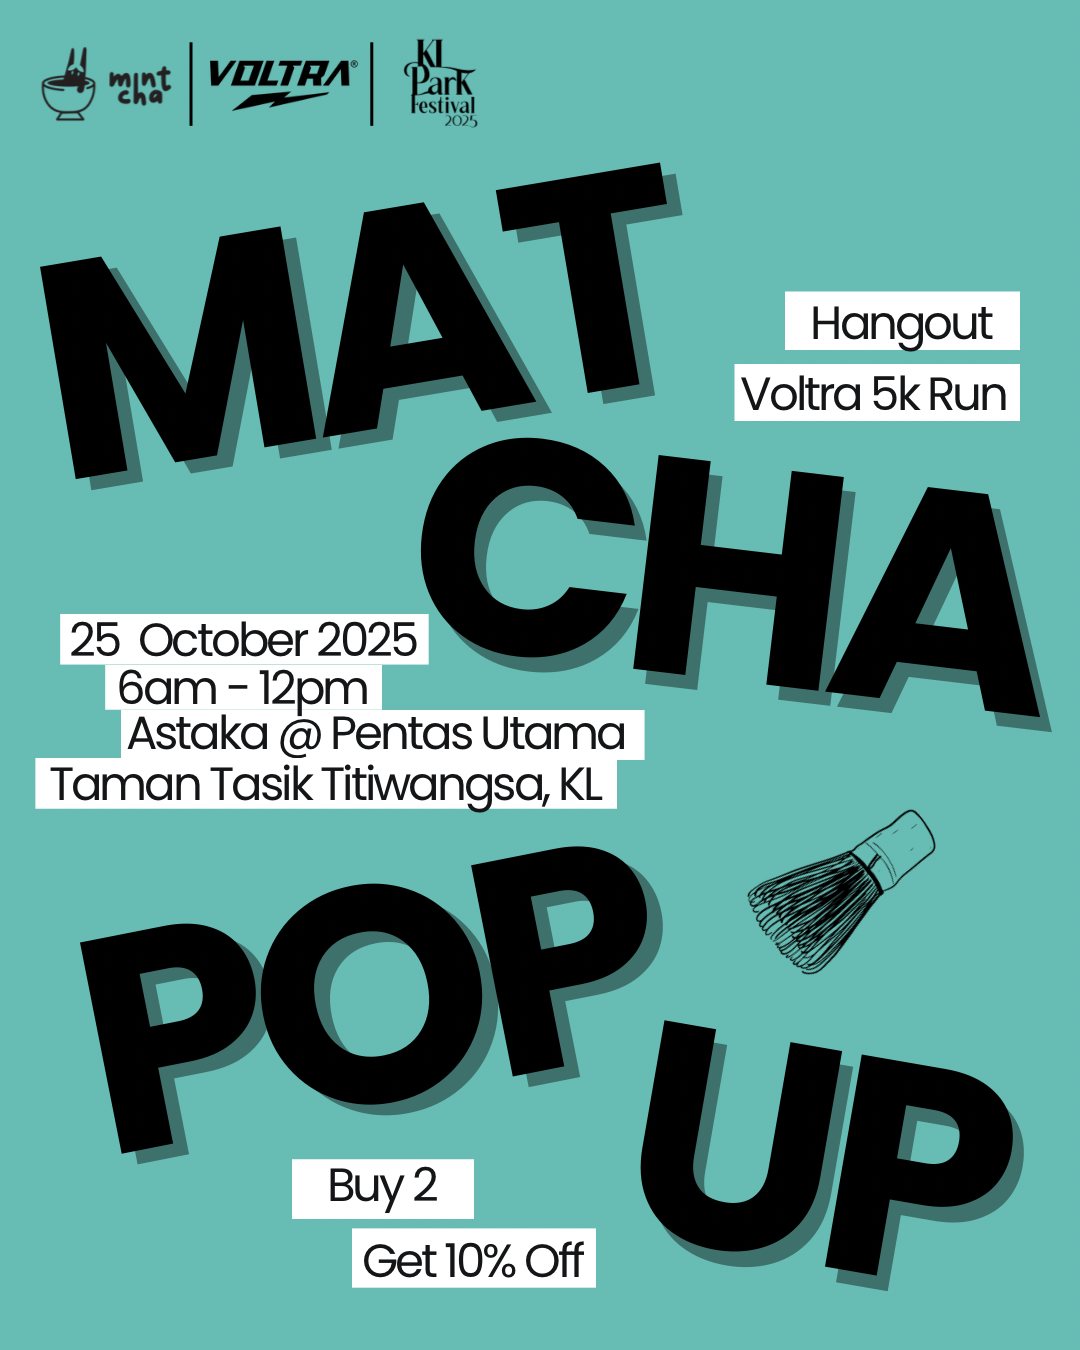 mint
cha
VOLTRA®
KL
Park
Festival
2025
MAT
Hangout
Voltra 5k Run
CHA
25 October 2025
6am - 12pm
Astaka @ Pentas Utama
Taman Tasik Titiwangsa, KL
POP
UP
Buy 2
Get 10% Off